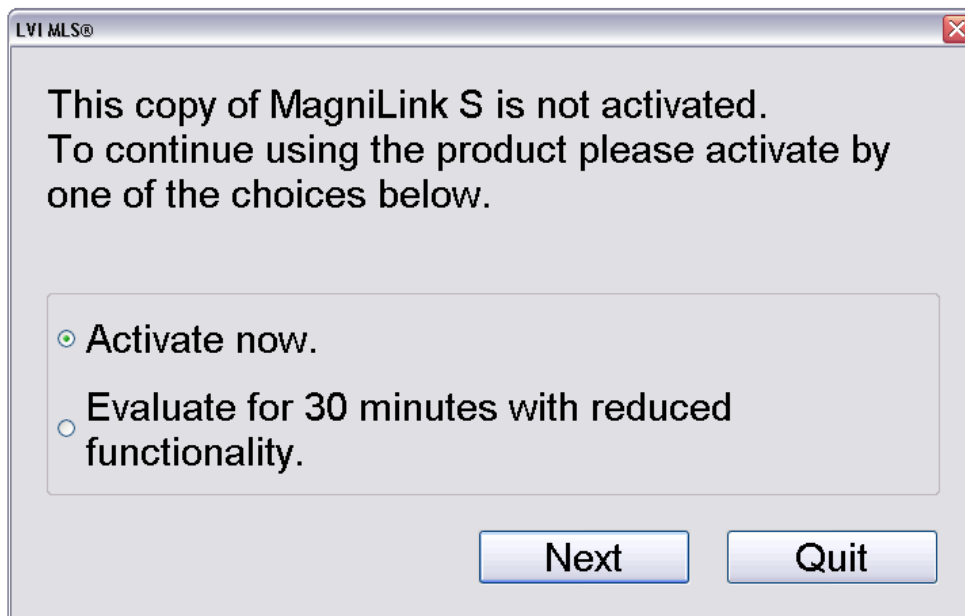 LVI MLS®
This copy of MagniLink S is not activated.
To continue using the product please activate by
one of the choices below.
Activate now.
Evaluate for 30 minutes with reduced
functionality.
Next
Quit